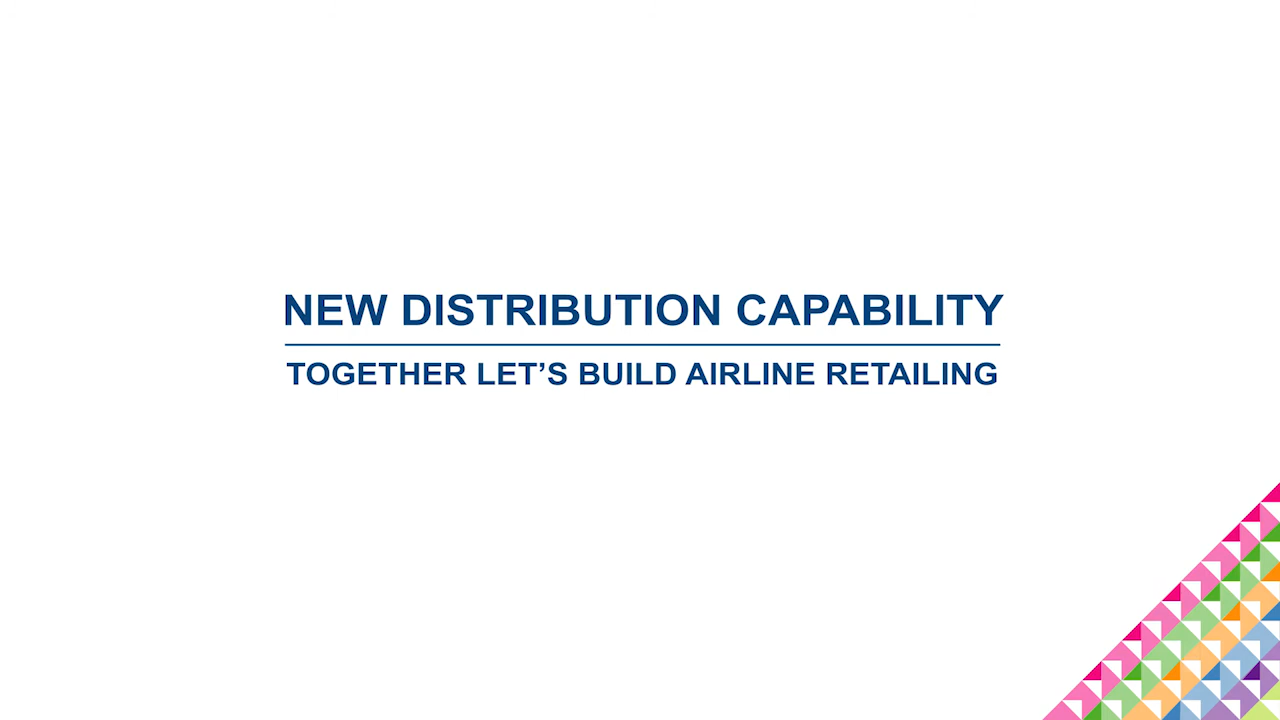 NEW DISTRIBUTION CAPABILITY
TOGETHER LET’S BUILD AIRLINE RETAILING